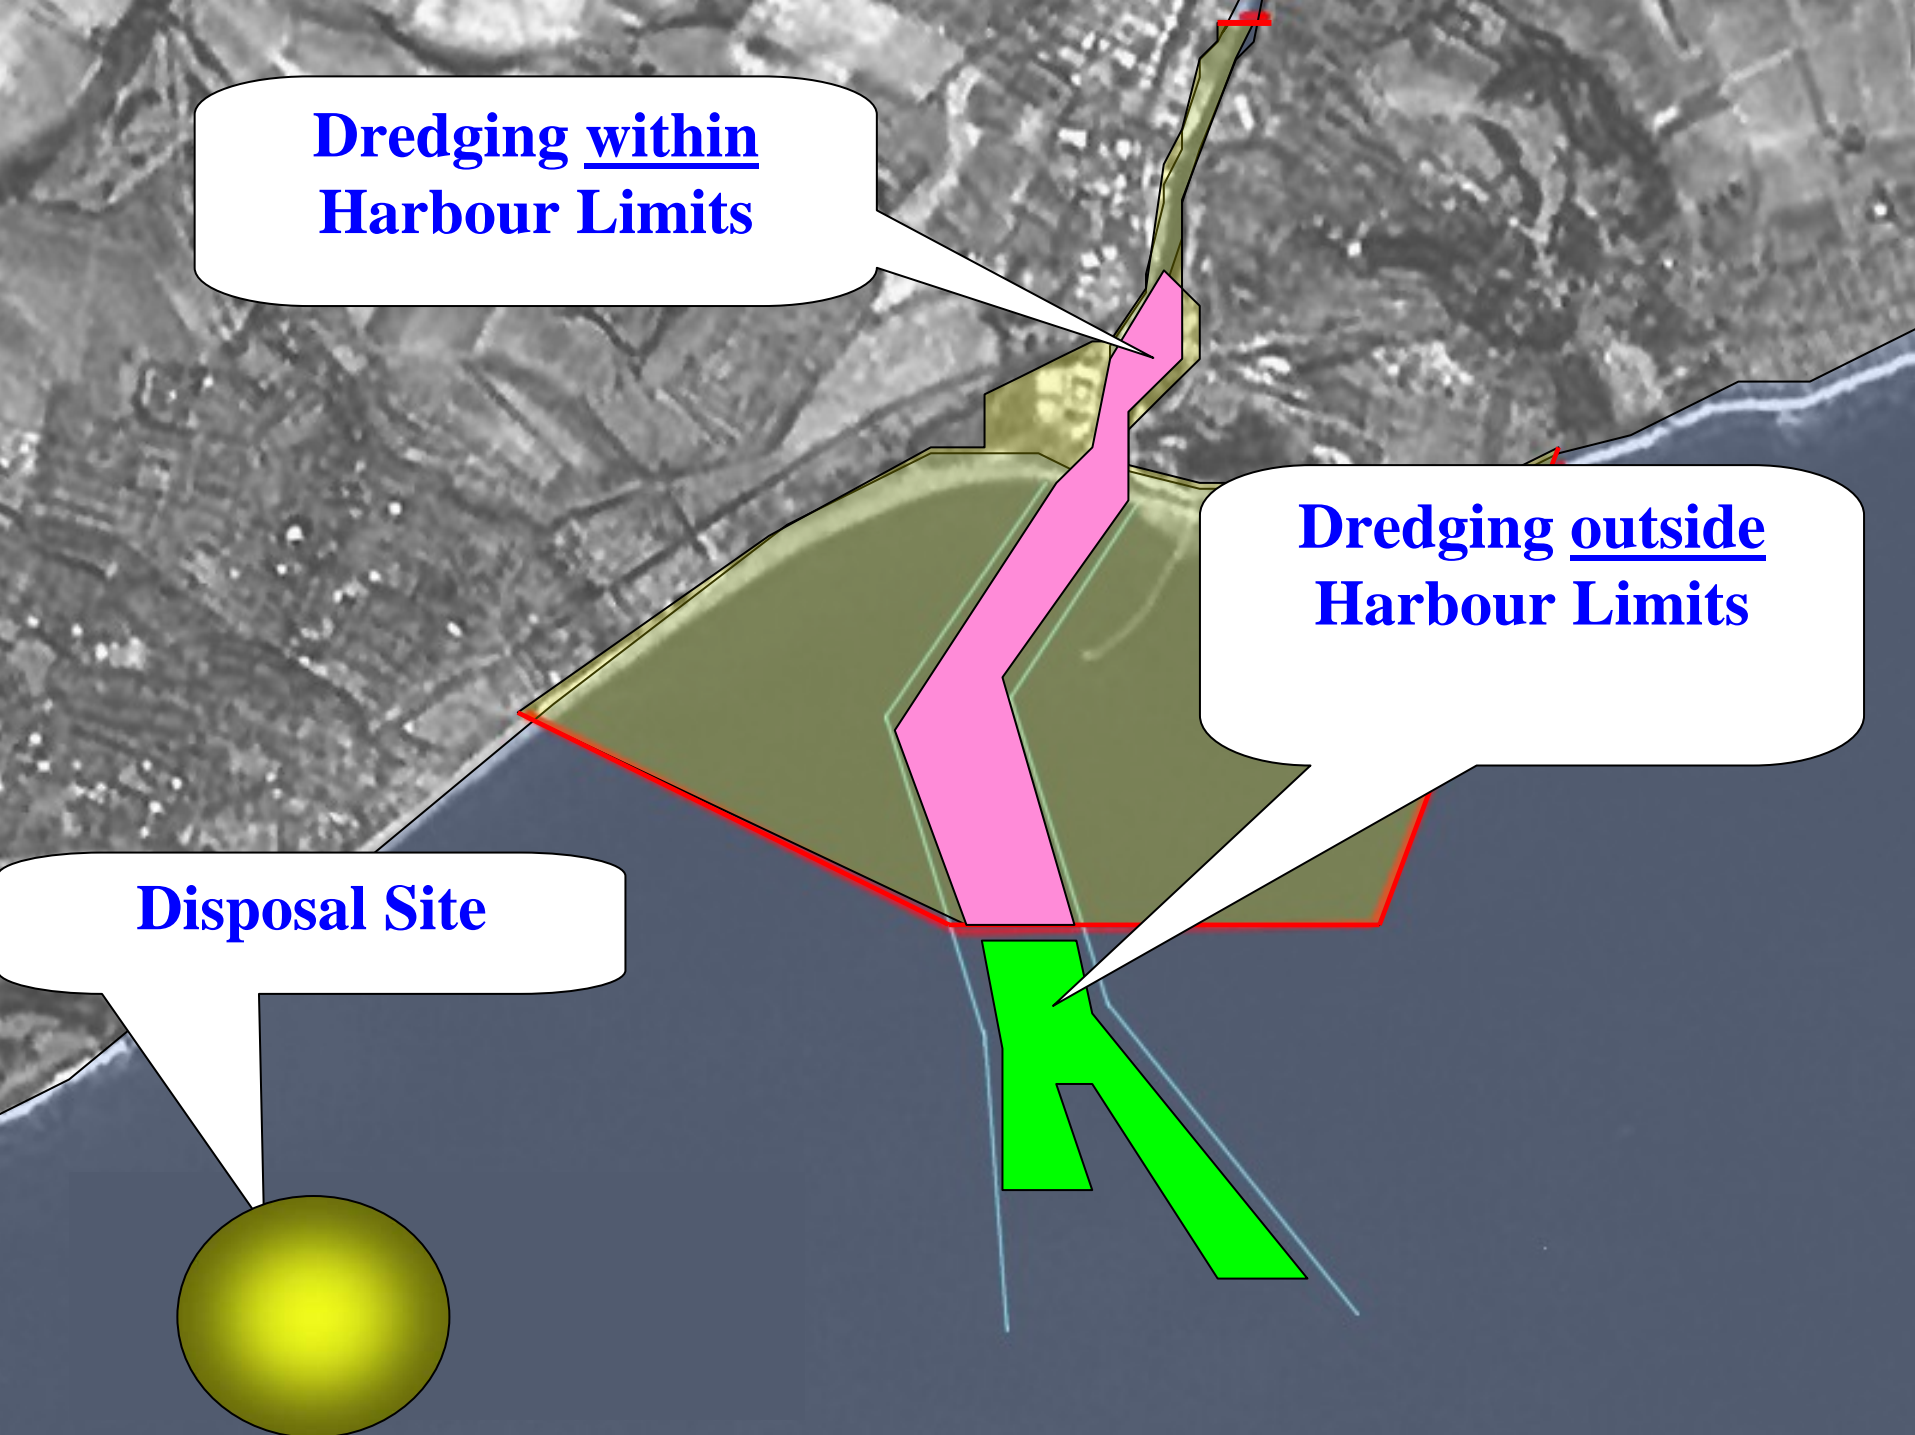 Dredging within
Harbour Limits
Dredging outside
Harbour Limits
Disposal Site